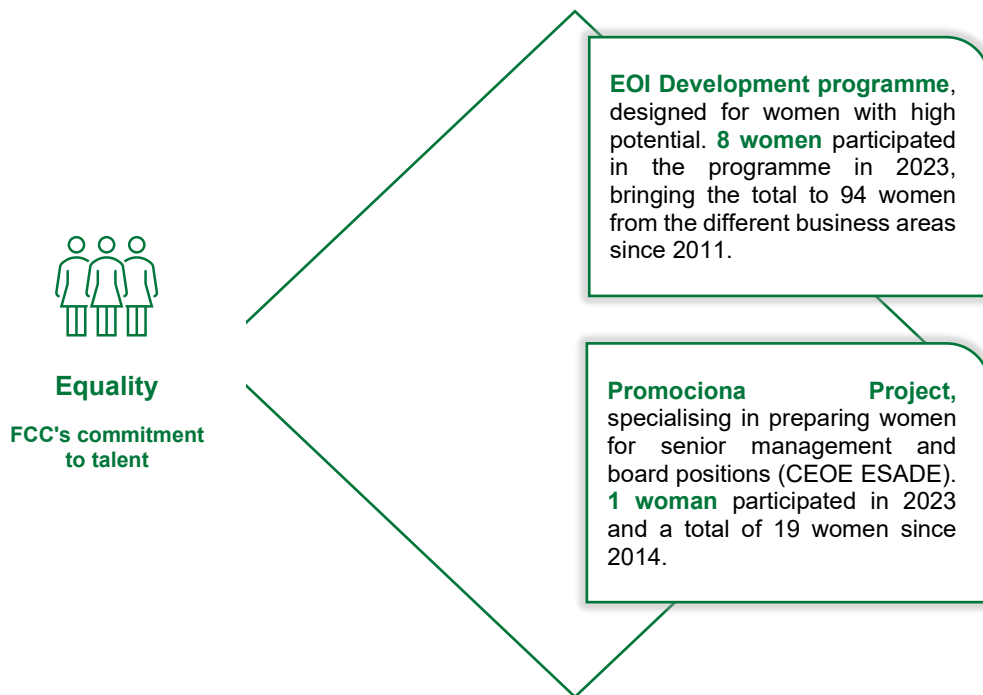 Equality
FCC's commitment
to talent
EOI Development programme,
designed for women with high
potential. 8 women participated
in the programme in 2023,
bringing the total to 94 women
from the different business areas
since 2011.
Promociona Project,
specialising in preparing women
for senior management and
board positions (CEOE ESADE).
1 woman participated in 2023
and a total of 19 women since
2014.